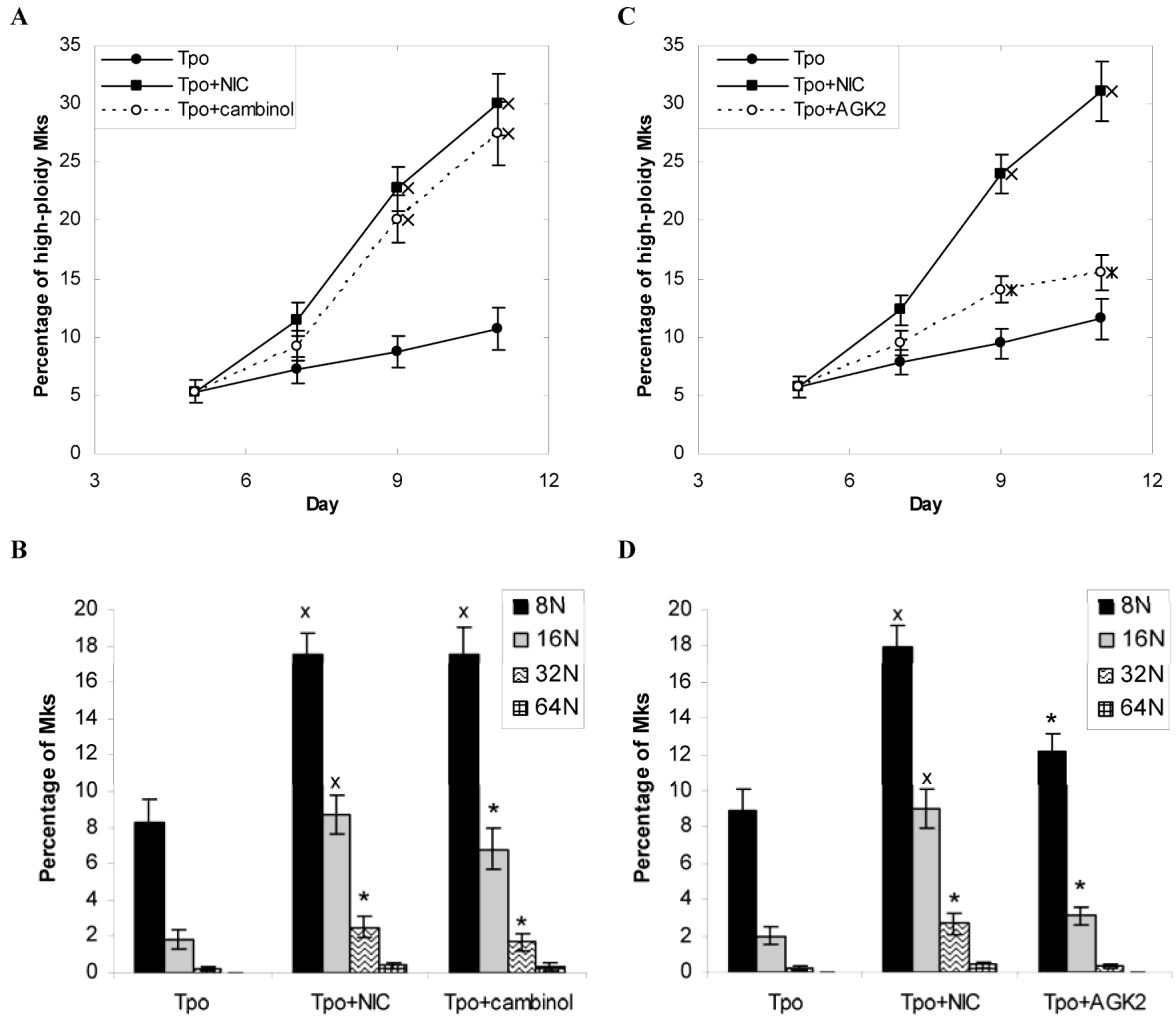 A
Percentage of high-ploidy Mks
35
30
25
20
15
10
5
0
Tpo
Tpo+NIC
Tpo+cambinol
3
6
9
12
Day
C
Percentage of high-ploidy Mks
35
30
25
20
15
10
5
0
Tpo
Tpo+NIC
Tpo+AGK2
3
6
9
12
Day
B
Percentage of Mks
20
18
16
14
12
10
8
6
4
2
0
8N
16N
32N
64N
x
x
*
x
*
*
Tpo
Tpo+NIC
Tpo+cambinol
D
Percentage of Mks
20
18
16
14
12
10
8
6
4
2
0
8N
16N
32N
64N
x
x
*
*
*
Tpo
Tpo+NIC
Tpo+AGK2